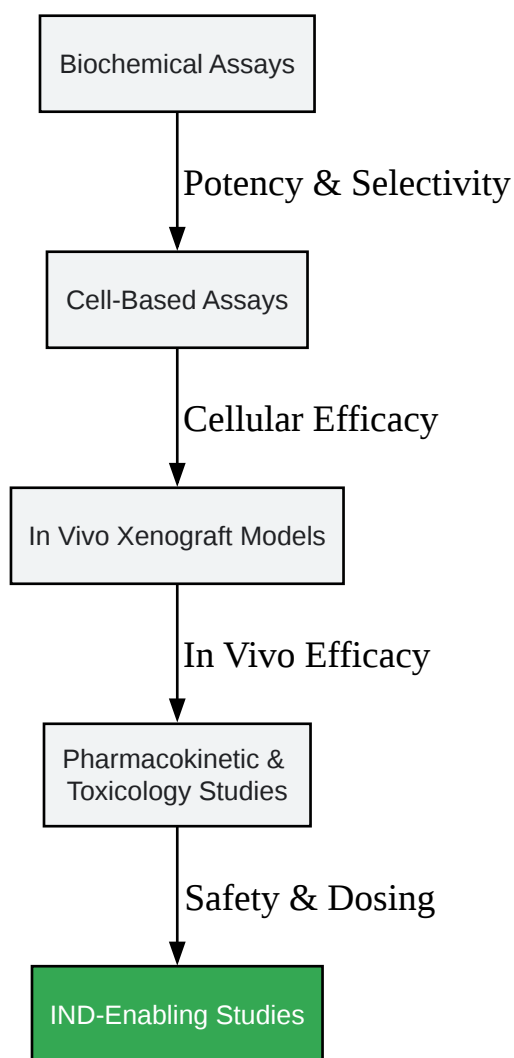 Biochemical Assays
Potency & Selectivity
Cell-Based Assays
Cellular Efficacy
In Vivo Xenograft Models
In Vivo Efficacy
Pharmacokinetic &
Toxicology Studies
Safety & Dosing
IND-Enabling Studies